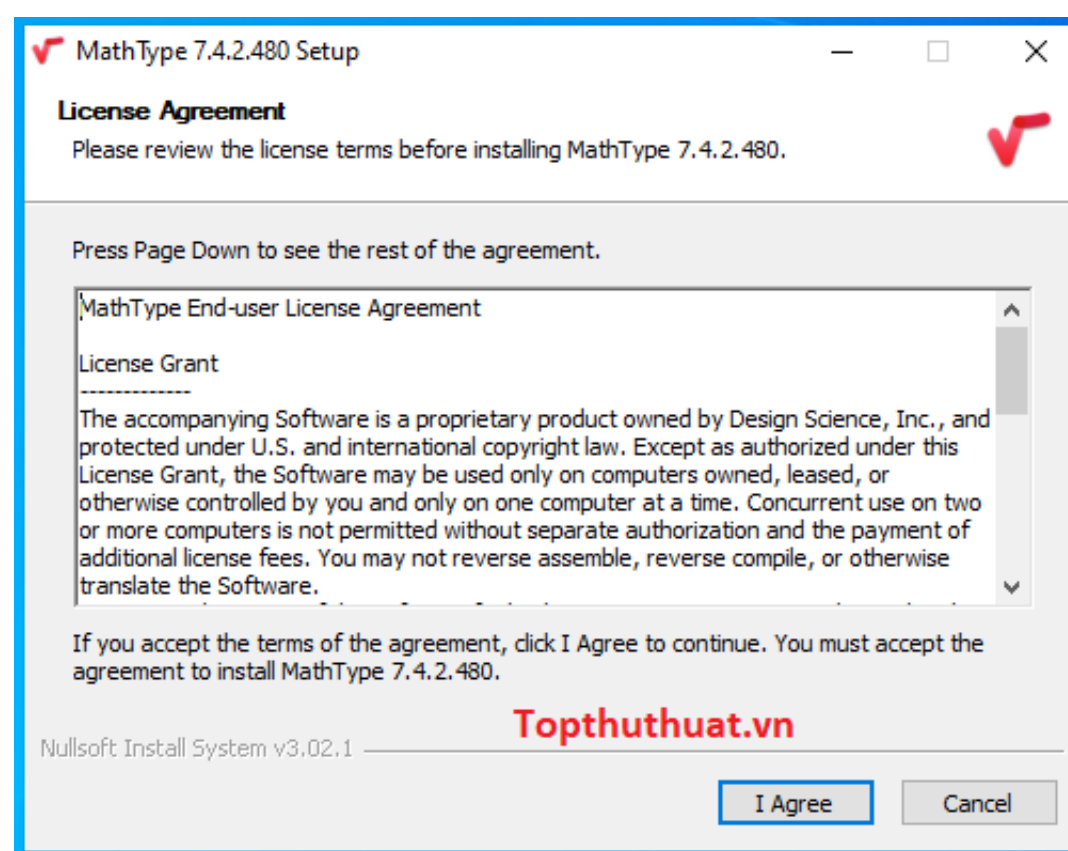 MathType 7.4.2.480 Setup
License Agreement
Please review the license terms before installing MathType 7.4.2.480.
Press Page Down to see the rest of the agreement.
MathType End-user License Agreement
License Grant
-------------
The accompanying Software is a proprietary product owned by Design Science, Inc., and
protected under U.S. and international copyright law. Except as authorized under this
License Grant, the Software may be used only on computers owned, leased, or
otherwise controlled by you and only on one computer at a time. Concurrent use on two
or more computers is not permitted without separate authorization and the payment of
additional license fees. You may not reverse assemble, reverse compile, or otherwise
translate the Software.
If you accept the terms of the agreement, click I Agree to continue. You must accept the
agreement to install MathType 7.4.2.480.
Topthuthuat.vn
Nullsoft Install System v3.02.1
I Agree
Cancel